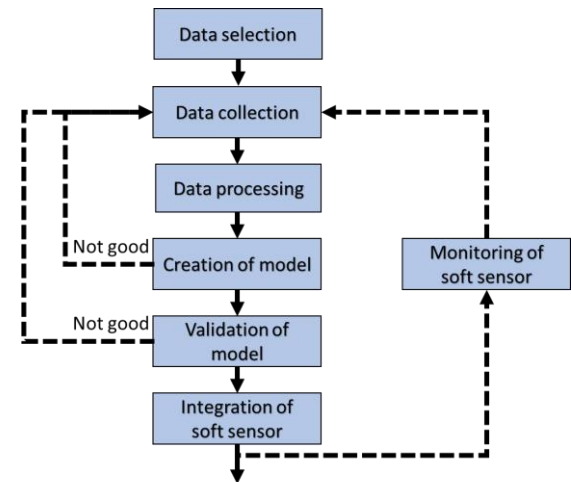 Data selection
Data collection
Data processing
Not good
Creation of model
Monitoring of
soft sensor
Not good
Validation of
model
Integration of
soft sensor